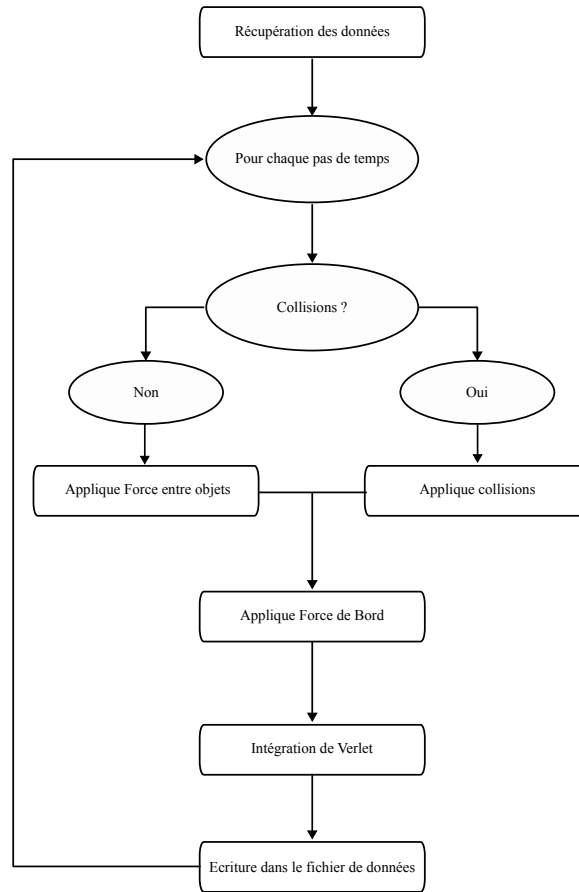 Récupération des données
Pour chaque pas de temps
Collisions ?
Non
Oui
Applique Force entre objets
Applique collisions
Applique Force de Bord
Intégration de Verlet
Ecriture dans le fichier de données